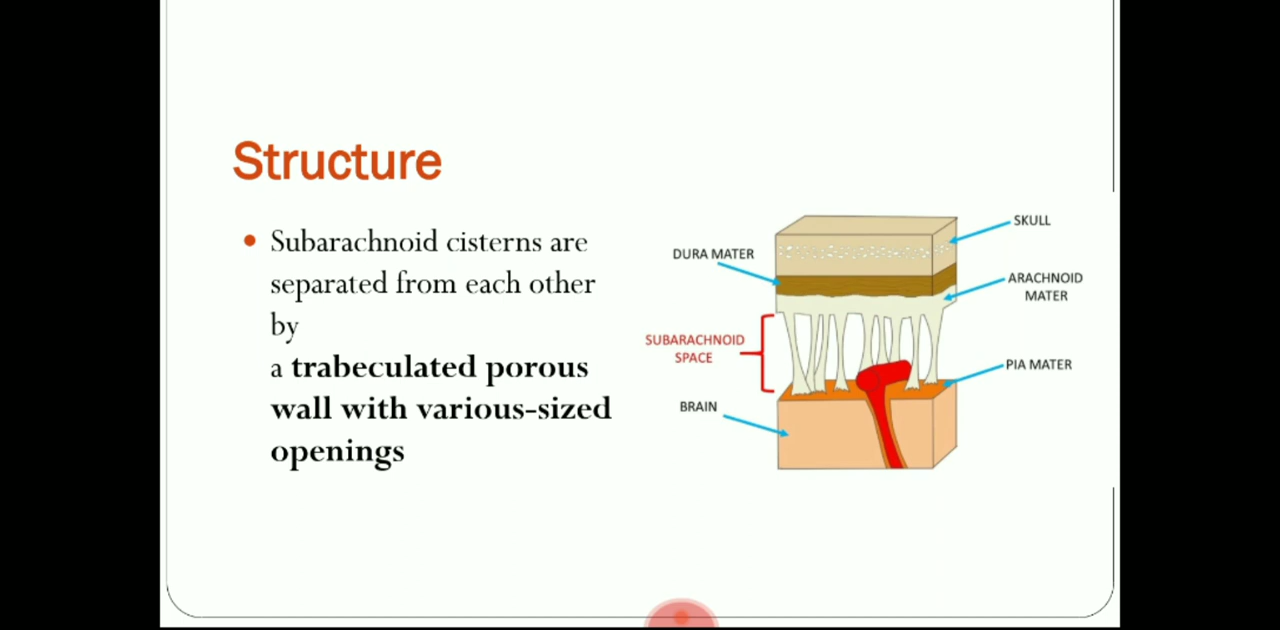 Structure
• Subarachnoid cisterns are
separated from each other
by
a trabeculated porous
wall with various-sized
openings
SKULL
DURA MATER
ARACHNOID
MATER
SUBARACHNOID
SPACE
PIA MATER
BRAIN